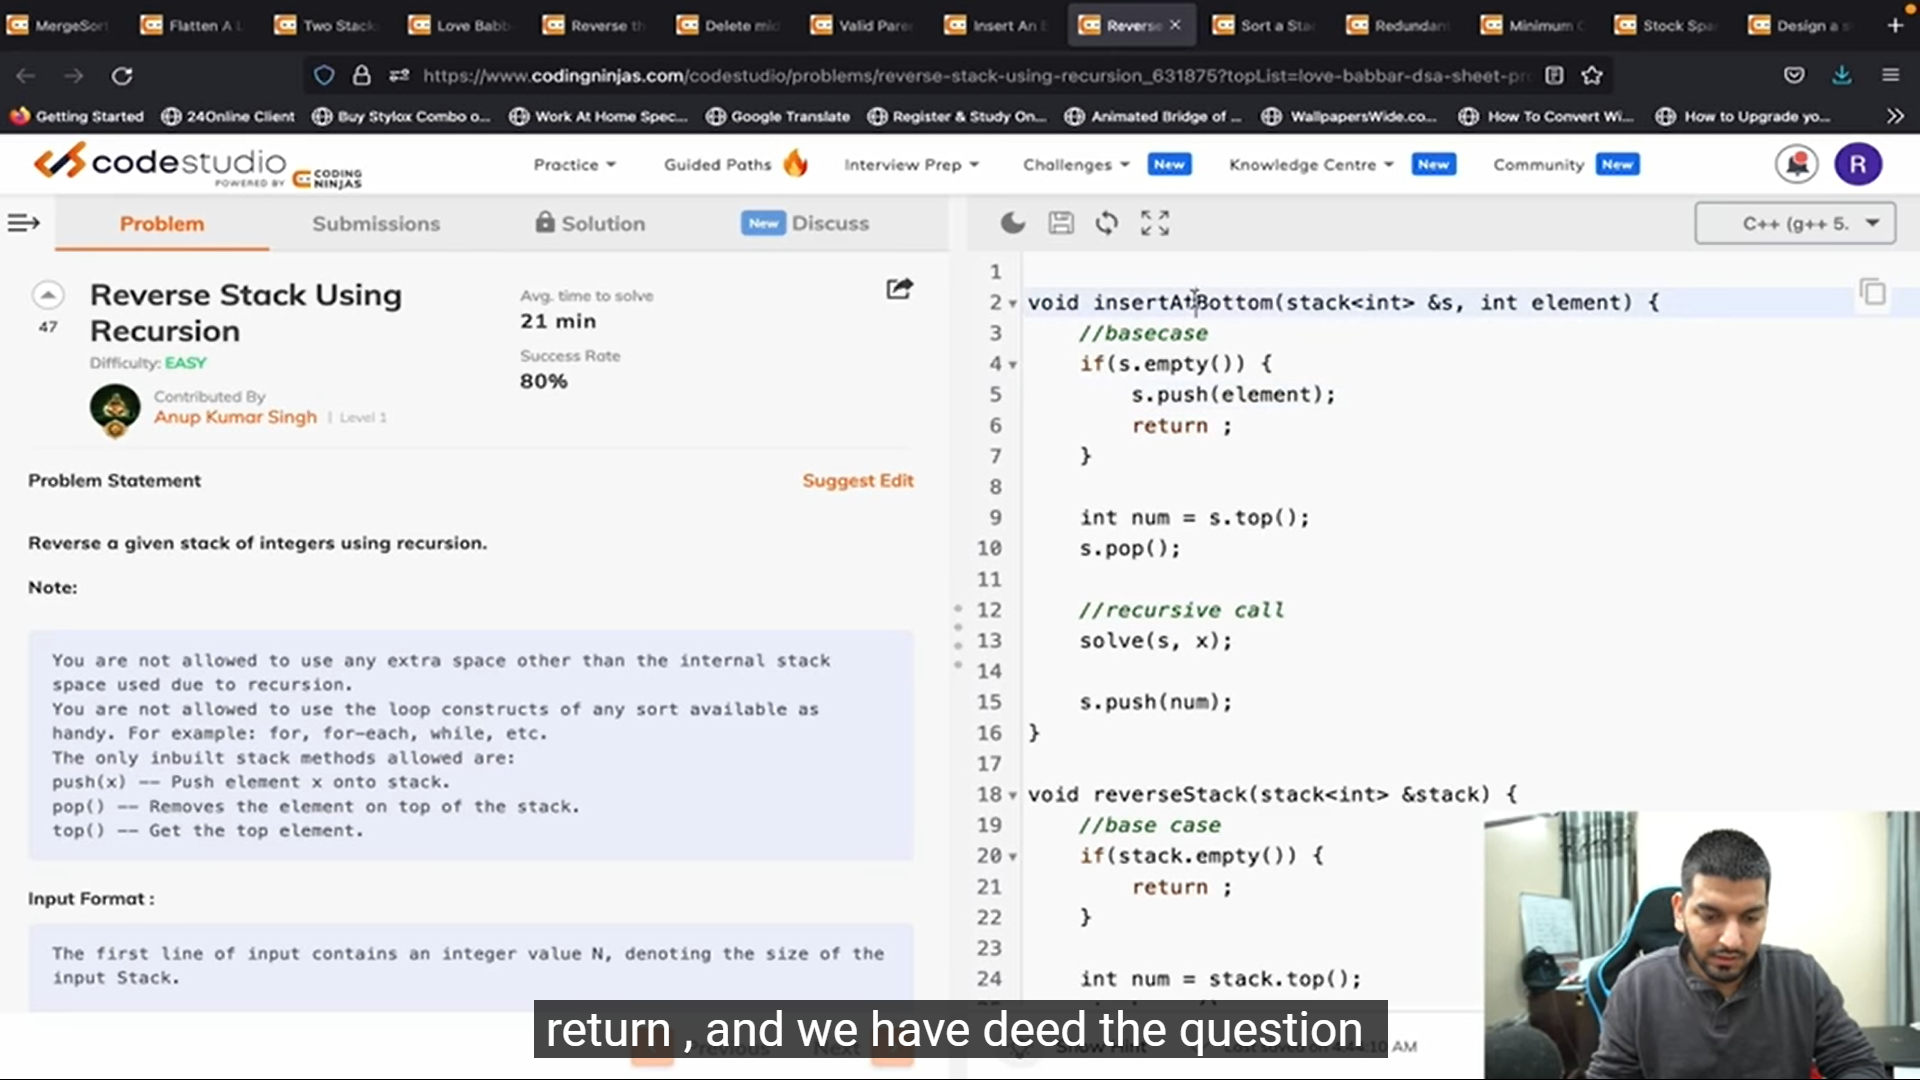 MergeSort
Flatten A L
Two Stack
Love Babb
Reverse th
Delete mid
Valid Pare
Insert An E
Reverse
Sort a Sta
Redundan
Minimum C
Stock Spa
Design a s
https://www.codingninjas.com/codestudio/problems/reverse-stack-using-recursion_631875?topList=love-babbar-dsa-sheet-pr
Getting Started
24Online Client
Buy Stylox Combo o...
Work At Home Spec...
Google Translate
Register & Study On...
Animated Bridge of ...
WallpapersWide.co...
How To Convert Wi...
How to Upgrade yo...
codestudio
POWERED BY CODING NINJAS
Practice
Guided Paths
Interview Prep
Challenges New
Knowledge Centre New
Community New
R
Problem
Submissions
Solution
New Discuss
C++ (g++ 5.
47
Reverse Stack Using
Recursion
Difficulty: EASY
Contributed By
Anup Kumar Singh | Level 1
Avg. time to solve
21 min
Success Rate
80%
Problem Statement
Suggest Edit
Reverse a given stack of integers using recursion.
Note:
You are not allowed to use any extra space other than the internal stack
space used due to recursion.
You are not allowed to use the loop constructs of any sort available as
handy. For example: for, for-each, while, etc.
The only inbuilt stack methods allowed are:
push(x) -- Push element x onto stack.
pop() -- Removes the element on top of the stack.
top() -- Get the top element.
Input Format :
The first line of input contains an integer value N, denoting the size of the
input Stack.
1
2 void insertAtBottom(stack<int> &s, int element) {
3 //basecase
4 if(s.empty()) {
5 s.push(element);
6 return ;
7 }
8
9 int num = s.top();
10 s.pop();
11
12 //recursive call
13 solve(s, x);
14
15 s.push(num);
16 }
17
18 void reverseStack(stack<int> &stack) {
19 //base case
20 if(stack.empty()) {
21 return ;
22 }
23
24 int num = stack.top();
return , and we have deed the question
AM